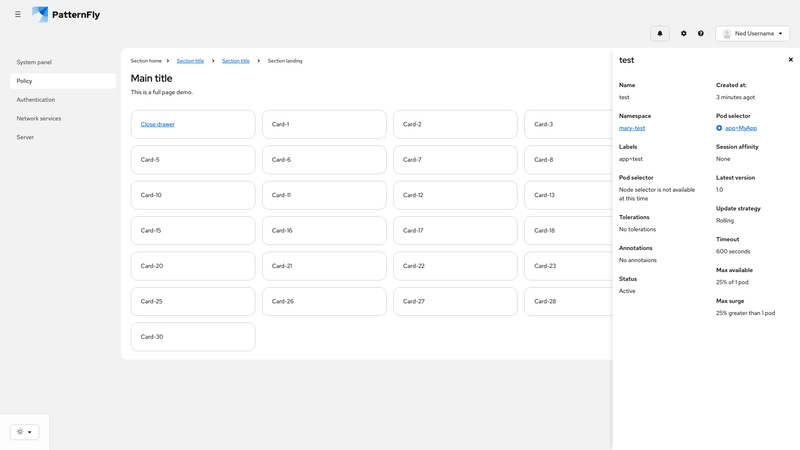 PatternFly
Ned Username
System panel
Policy
Authentication
Network services
Server
Section home
Section title
Section title
Section landing
Main title
This is a full page demo.
Close drawer
Card-1
Card-2
Card-3
Card-5
Card-6
Card-7
Card-8
Card-10
Card-11
Card-12
Card-13
Card-15
Card-16
Card-17
Card-18
Card-20
Card-21
Card-22
Card-23
Card-25
Card-26
Card-27
Card-28
Card-30
test
Name
test
Namespace
mary-test
Labels
app=test
Pod selector
Node selector is not available
at this time
Tolerations
No tolerations
Annotations
No annotaions
Status
Active
Created at:
3 minutes agot
Pod selector
app=MyApp
Session affinity
None
Latest version
1.0
Update strategy
Rolling
Timeout
600 seconds
Max available
25% of 1 pod
Max surge
25% greater than 1 pod